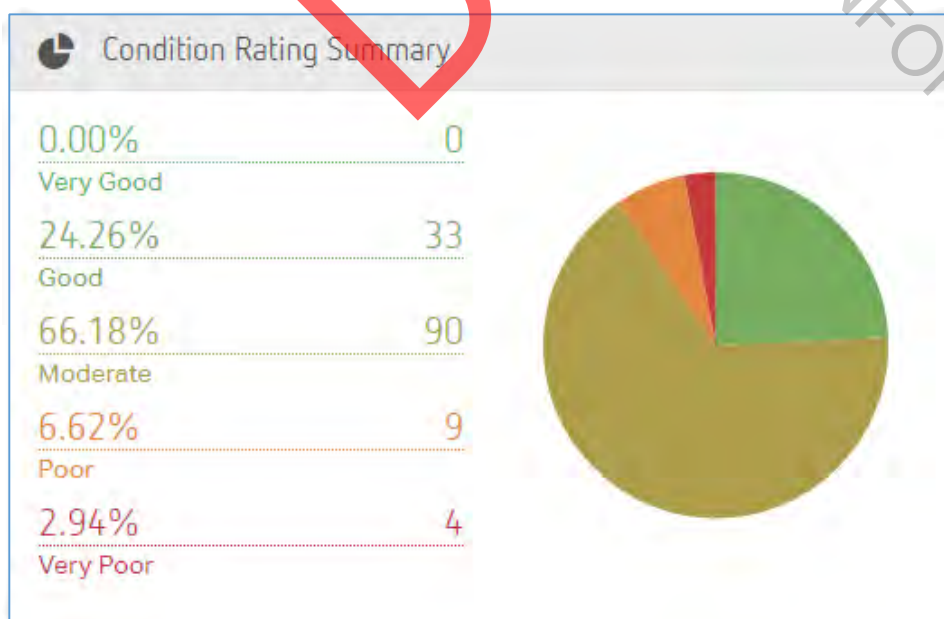 Condition Rating Summary
0.00% 0
Very Good
24.26% 33
Good
66.18% 90
Moderate
6.62% 9
Poor
2.94% 4
Very Poor